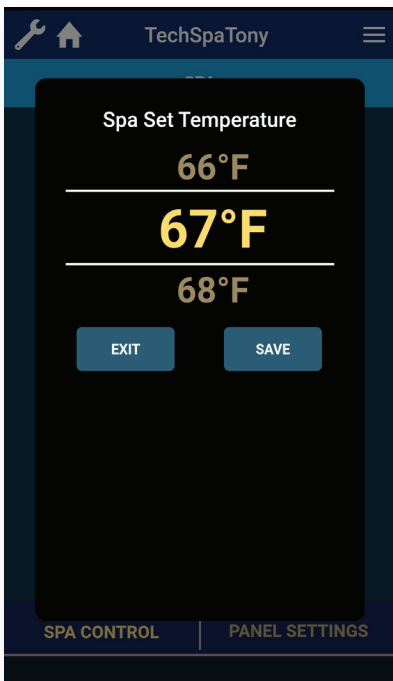 TechSpaTony
Spa Set Temperature
66°F
67°F
68°F
EXIT SAVE
SPA CONTROL PANEL SETTINGS